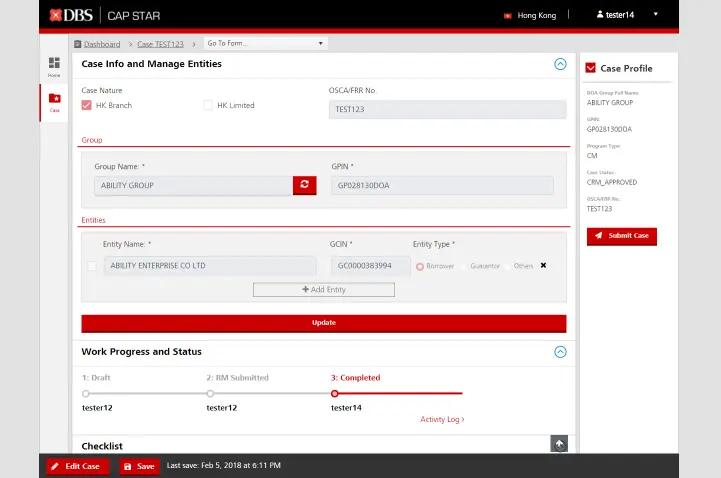 DBS CAP STAR
Hong Kong
tester14
Dashboard > Case TEST123 > Go To Form...
Home
Case
Case Info and Manage Entities
Case Nature
HK Branch
HK Limited
OSCA/FRR No.
TEST123
Group
Group Name: *
GPIN *
ABILITY GROUP
GP028130DOA
Entities
Entity Name: *
GCIN *
Entity Type *
ABILITY ENTERPRISE CO LTD
GC0000383994
Borrower
Guarantor
Others
Add Entity
Update
Work Progress and Status
1: Draft
2: RM Submitted
3: Completed
tester12
tester12
tester14
Activity Log >
Checklist
Case Profile
DOA Group Full Name:
ABILITY GROUP
GPIN:
GP028130DOA
Program Type:
CM
Case Status:
CRM_APPROVED
OSCA/FRR No.:
TEST123
Submit Case
Edit Case
Save
Last save: Feb 5, 2018 at 6:11 PM